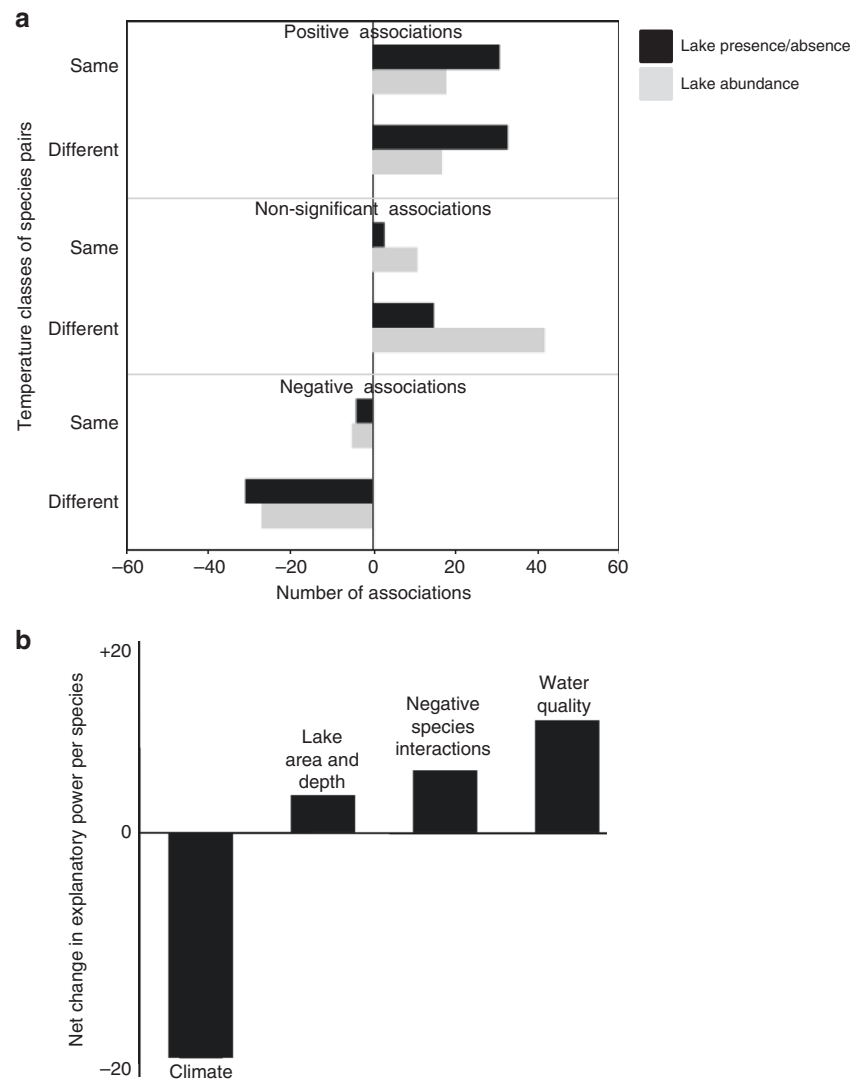 a
Positive associations
Lake presence/absence
Lake abundance
Same
Different
Non-significant associations
Same
Different
Negative associations
Same
Different
Temperature classes of species pairs
–60 –40 –20 0 20 40 60
Number of associations
b
+20
0
–20
Net change in explanatory power per species
Climate
Lake
area and
depth
Negative
species
interactions
Water
quality